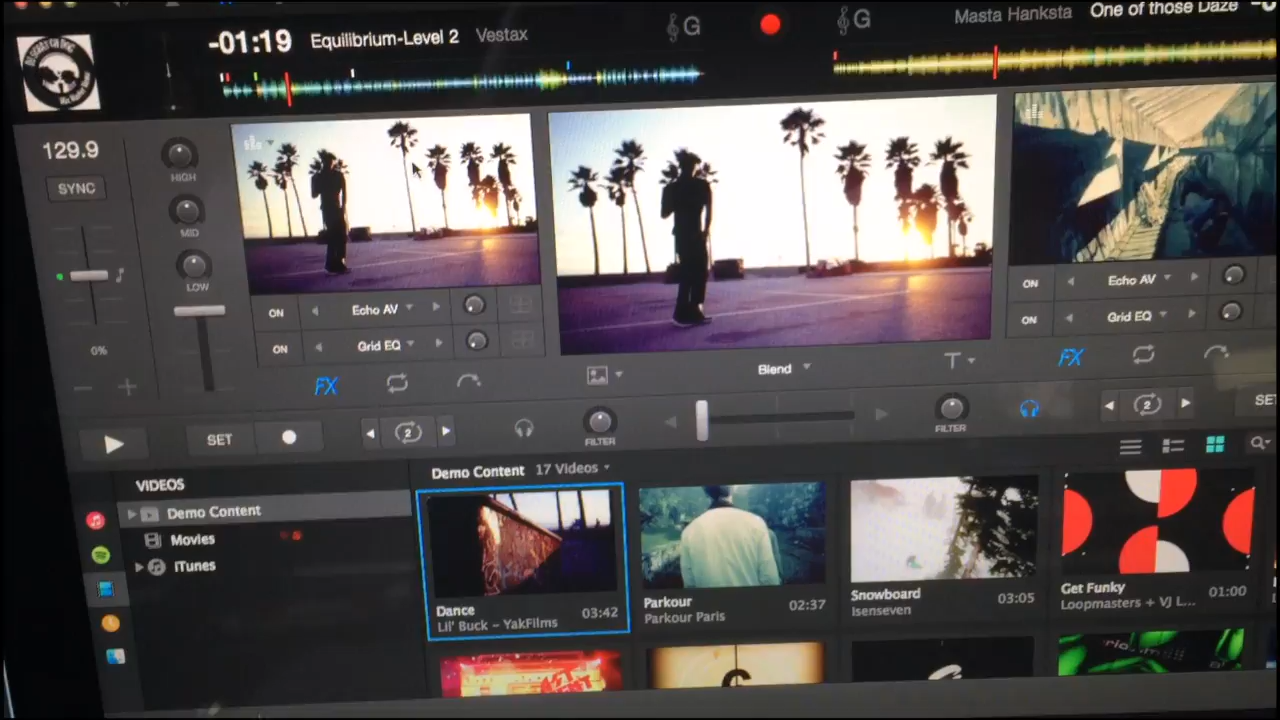 -01:19 Equilibrium-Level 2 Vestax
G
G
Masta Hanksta One of those Daze
129.9
SYNC
HIGH
MID
LOW
0%
ON Echo AV
ON Grid EQ
FX
Blend
T
ON Echo AV
ON Grid EQ
FX
SET
2
FILTER
FILTER
2
SET
VIDEOS
Demo Content
Movies
iTunes
Demo Content 17 Videos
Dance 03:42
Lil' Buck – YakFilms
Parkour 02:37
Parkour Paris
Snowboard 03:05
Isenseven
Get Funky 01:00
Loopmasters + VJ L...